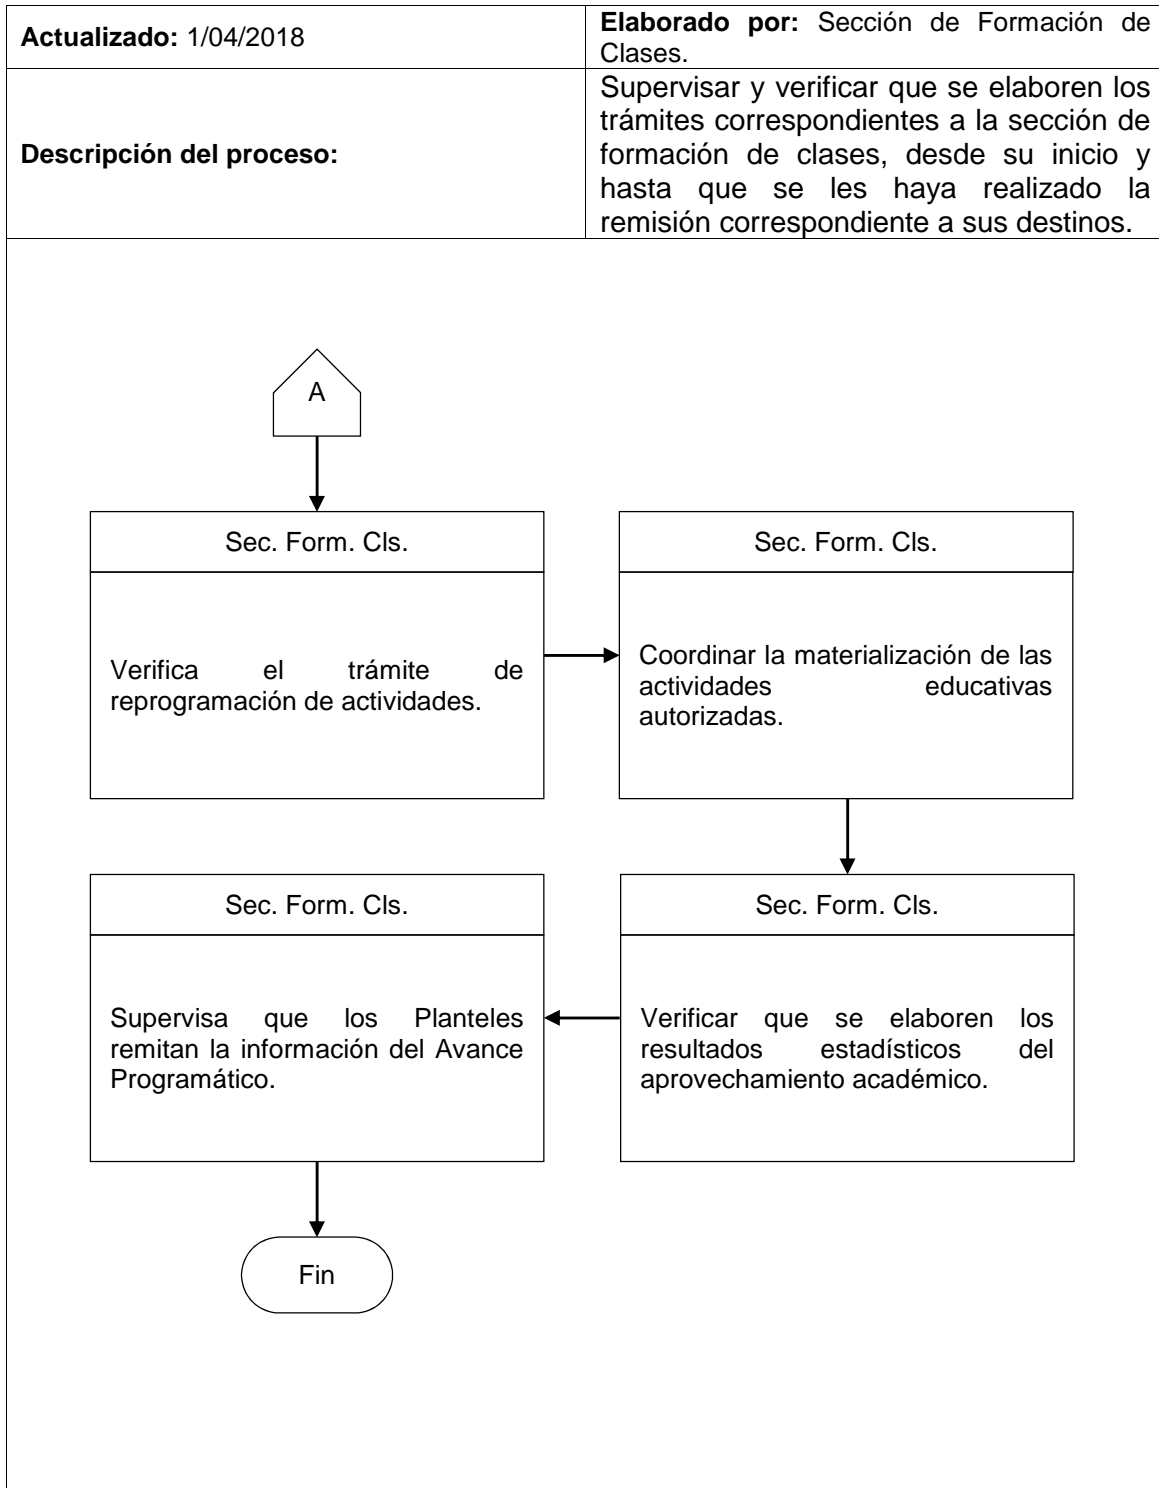 Actualizado: 1/04/2018
Elaborado por: Sección de Formación de
Clases.
Descripción del proceso:
Supervisar y verificar que se elaboren los
trámites correspondientes a la sección de
formación de clases, desde su inicio y
hasta que se les haya realizado la
remisión correspondiente a sus destinos.
A
Sec. Form. Cls.
Verifica el trámite de
reprogramación de actividades.
Sec. Form. Cls.
Coordinar la materialización de las
actividades educativas
autorizadas.
Sec. Form. Cls.
Verificar que se elaboren los
resultados estadísticos del
aprovechamiento académico.
Sec. Form. Cls.
Supervisa que los Planteles
remitan la información del Avance
Programático.
Fin